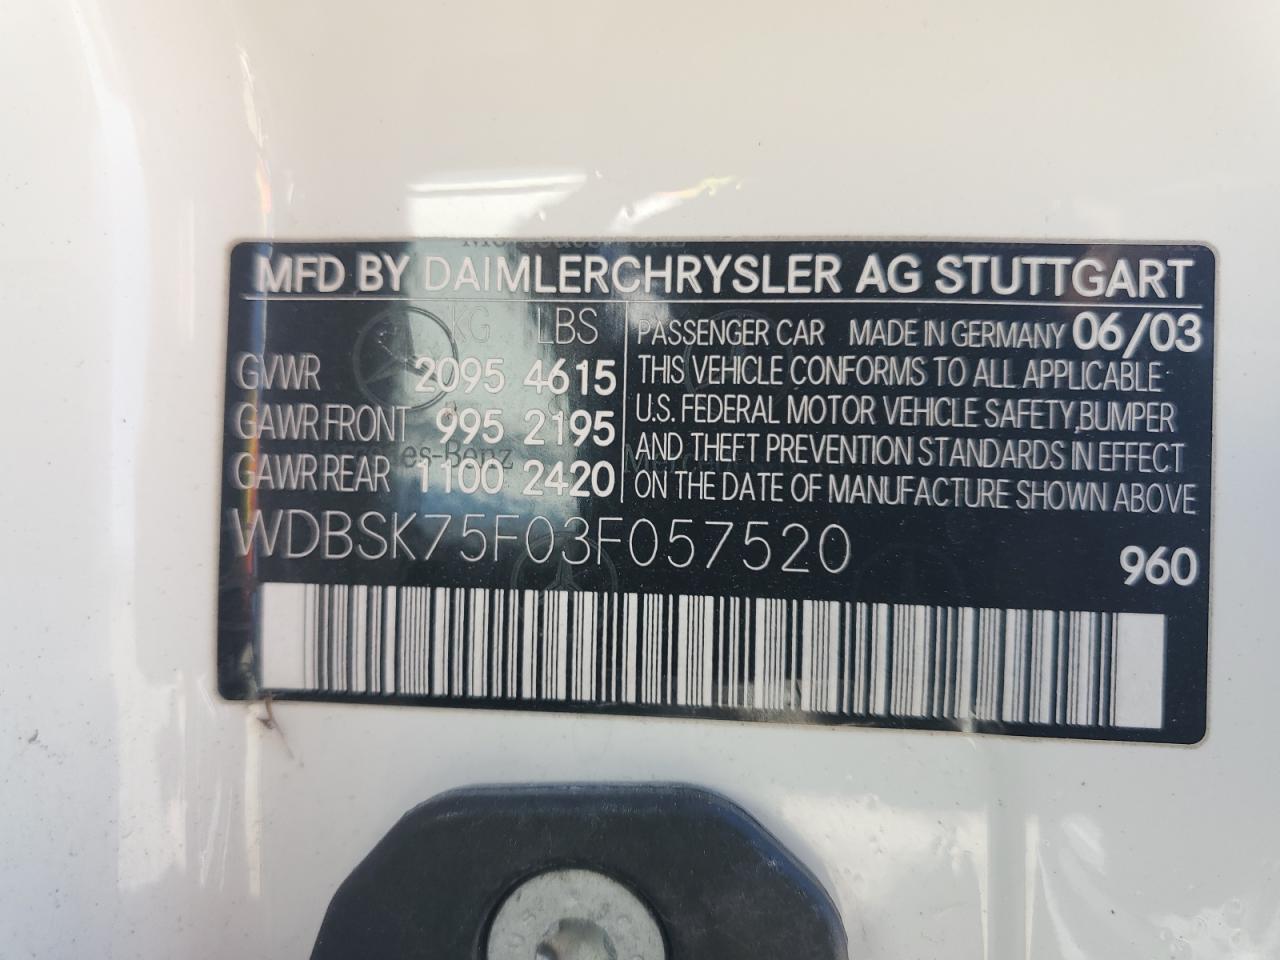 MFD BY DAIMLERCHRYSLER AG STUTTGART
KG LBS
GVWR 2095 4615
GAWR FRONT 995 2195
GAWR REAR 1100 2420
PASSENGER CAR MADE IN GERMANY 06/03
THIS VEHICLE CONFORMS TO ALL APPLICABLE
U.S. FEDERAL MOTOR VEHICLE SAFETY, BUMPER
AND THEFT PREVENTION STANDARDS IN EFFECT
ON THE DATE OF MANUFACTURE SHOWN ABOVE
WDBSK75F03F057520
960
Mercedes-Benz